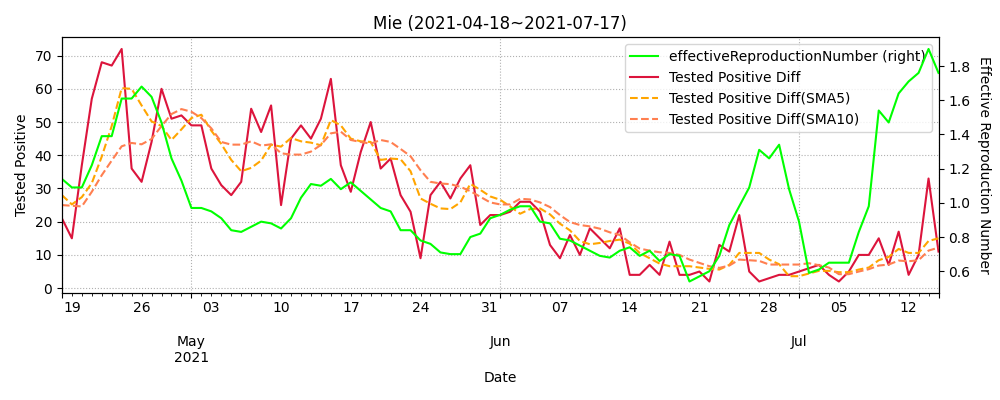 Mie (2021-04-18~2021-07-17)
effectiveReproductionNumber (right)
Tested Positive Diff
Tested Positive Diff(SMA5)
Tested Positive Diff(SMA10)
Tested Positive
70
60
50
40
30
20
10
0
Effective Reproduction Number
1.8
1.6
1.4
1.2
1.0
0.8
0.6
19 26 03 10 17 24 31 07 14 21 28 05 12
May Jun Jul
2021
Date